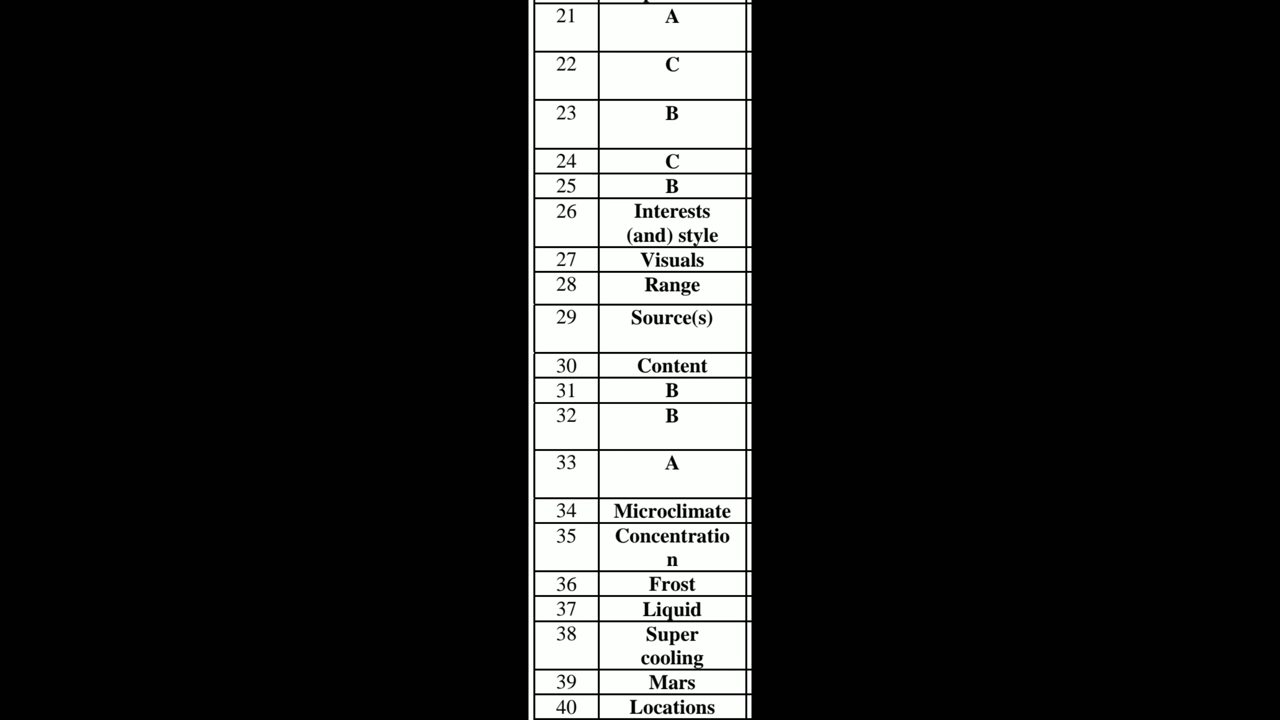 21 A
22 C
23 B
24 C
25 B
26 Interests
(and) style
27 Visuals
28 Range
29 Source(s)
30 Content
31 B
32 B
33 A
34 Microclimate
35 Concentratio
n
36 Frost
37 Liquid
38 Super
cooling
39 Mars
40 Locations